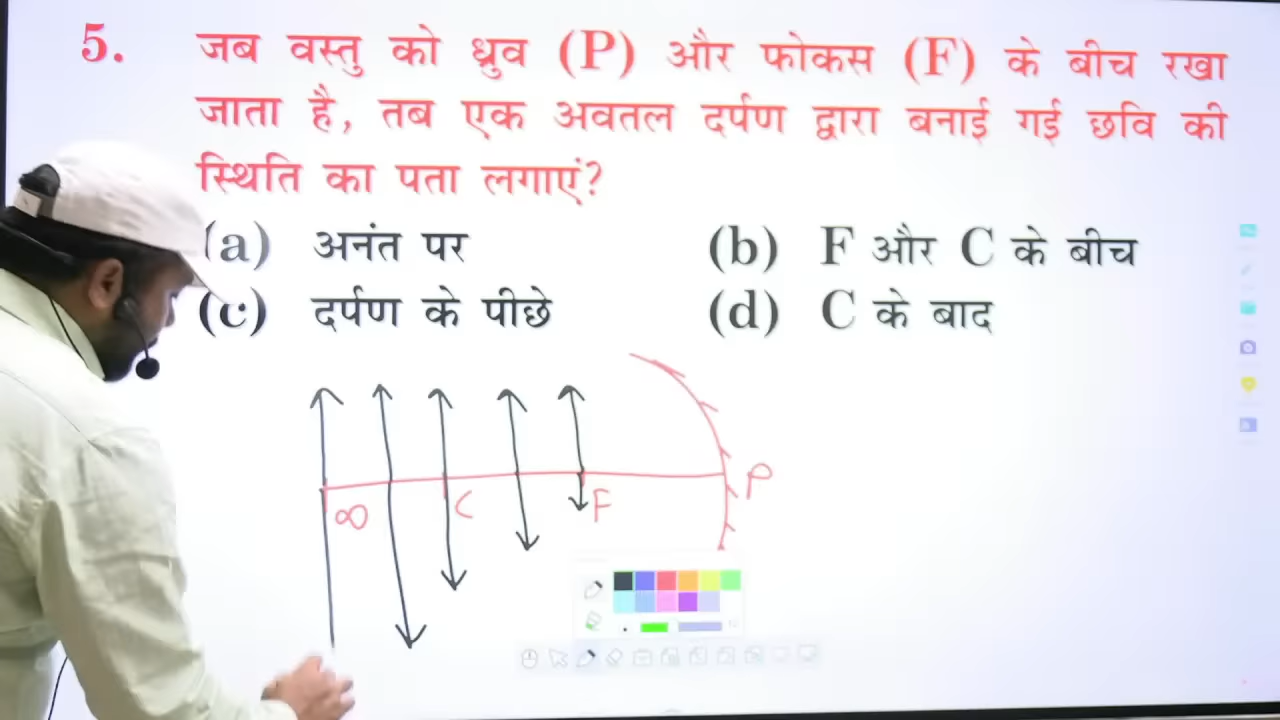 5. जब वस्तु को ध्रुव (P) और फोकस (F) के बीच रखा
जाता है, तब एक अवतल दर्पण द्वारा बनाई गई छवि की
स्थिति का पता लगाएं?
(a) अनंत पर (b) F और C के बीच
(c) दर्पण के पीछे (d) C के बाद
∞ C F P